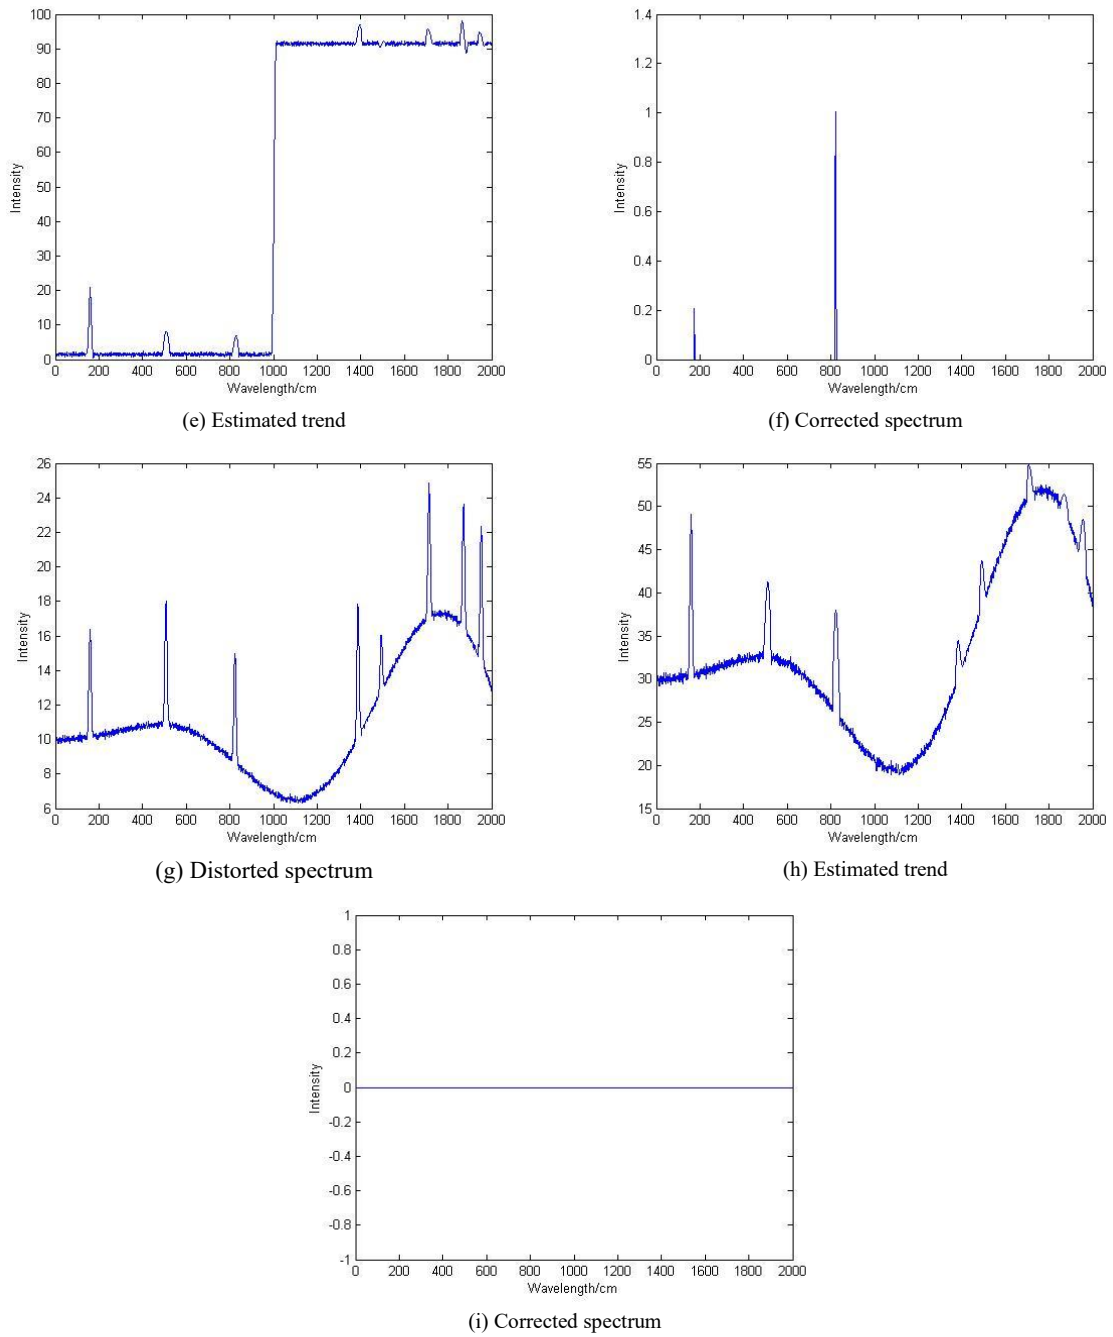 100
90
80
70
60
50
40
30
20
10
0
Intensity
0 200 400 600 800 1000 1200 1400 1600 1800 2000
Wavelength/cm
(e) Estimated trend
1.4
1.2
1
0.8
0.6
0.4
0.2
0
Intensity
0 200 400 600 800 1000 1200 1400 1600 1800 2000
Wavelength/cm
(f) Corrected spectrum
26
24
22
20
18
16
14
12
10
8
6
Intensity
0 200 400 600 800 1000 1200 1400 1600 1800 2000
Wavelength/cm
(g) Distorted spectrum
55
50
45
40
35
30
25
20
15
Intensity
0 200 400 600 800 1000 1200 1400 1600 1800 2000
Wavelength/cm
(h) Estimated trend
1
0.8
0.6
0.4
0.2
0
-0.2
-0.4
-0.6
-0.8
-1
Intensity
0 200 400 600 800 1000 1200 1400 1600 1800 2000
Wavelength/cm
(i) Corrected spectrum